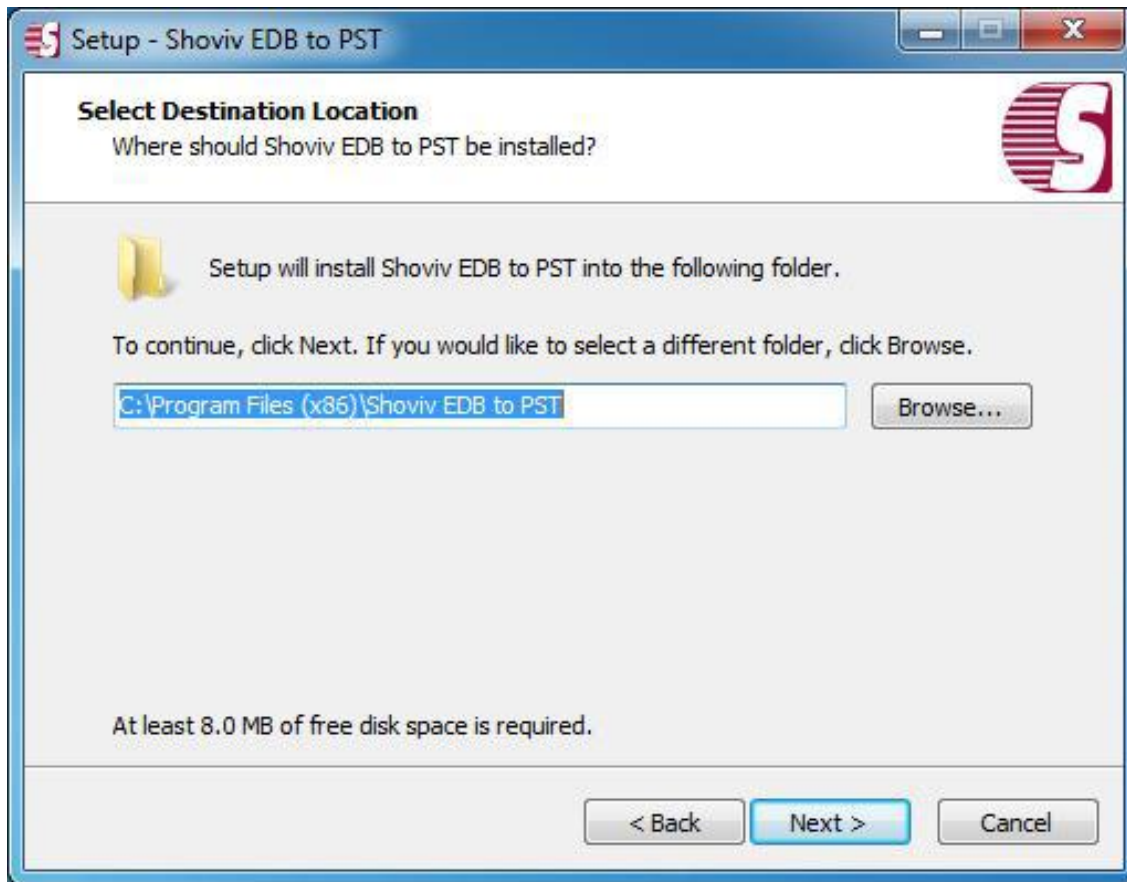 Setup - Shoviv EDB to PST
Select Destination Location
Where should Shoviv EDB to PST be installed?
S
Setup will install Shoviv EDB to PST into the following folder.
To continue, click Next. If you would like to select a different folder, click Browse.
C:\Program Files (x86)\Shoviv EDB to PST
Browse...
At least 8.0 MB of free disk space is required.
< Back
Next >
Cancel